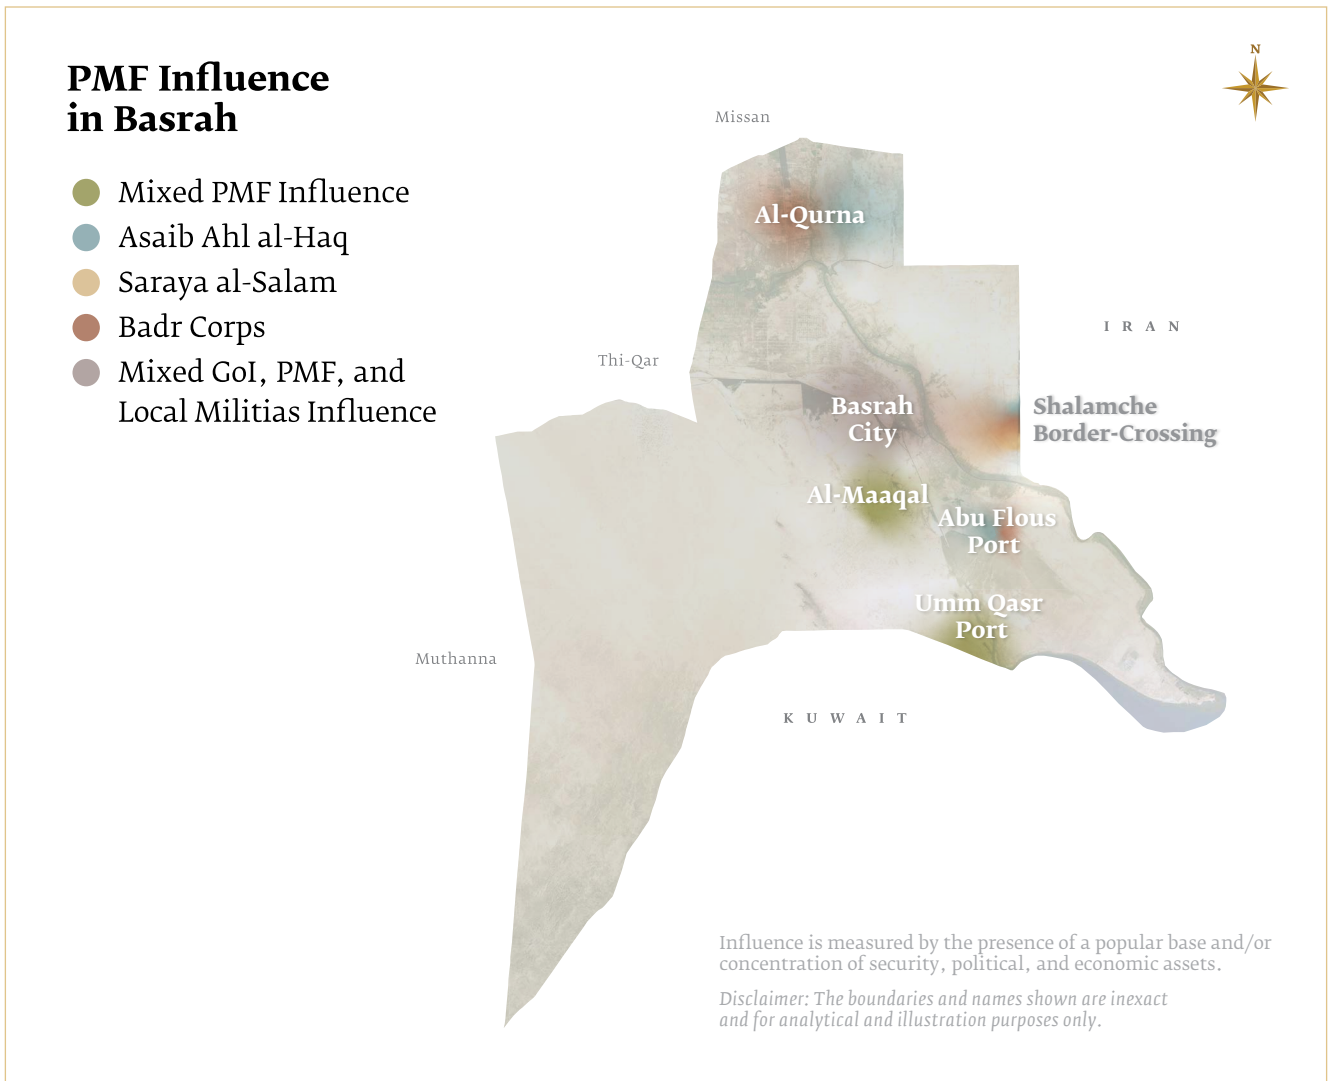 PMF Influence
in Basrah
N
Mixed PMF Influence
Asaib Ahl al-Haq
Saraya al-Salam
Badr Corps
Mixed GoI, PMF, and
Local Militias Influence
Missan
Al-Qurna
IRAN
Thi-Qar
Basrah
City
Shalamche
Border-Crossing
Al-Maaqal
Abu Flous
Port
Umm Qasr
Port
Muthanna
KUWAIT
Influence is measured by the presence of a popular base and/or
concentration of security, political, and economic assets.
Disclaimer: The boundaries and names shown are inexact
and for analytical and illustration purposes only.